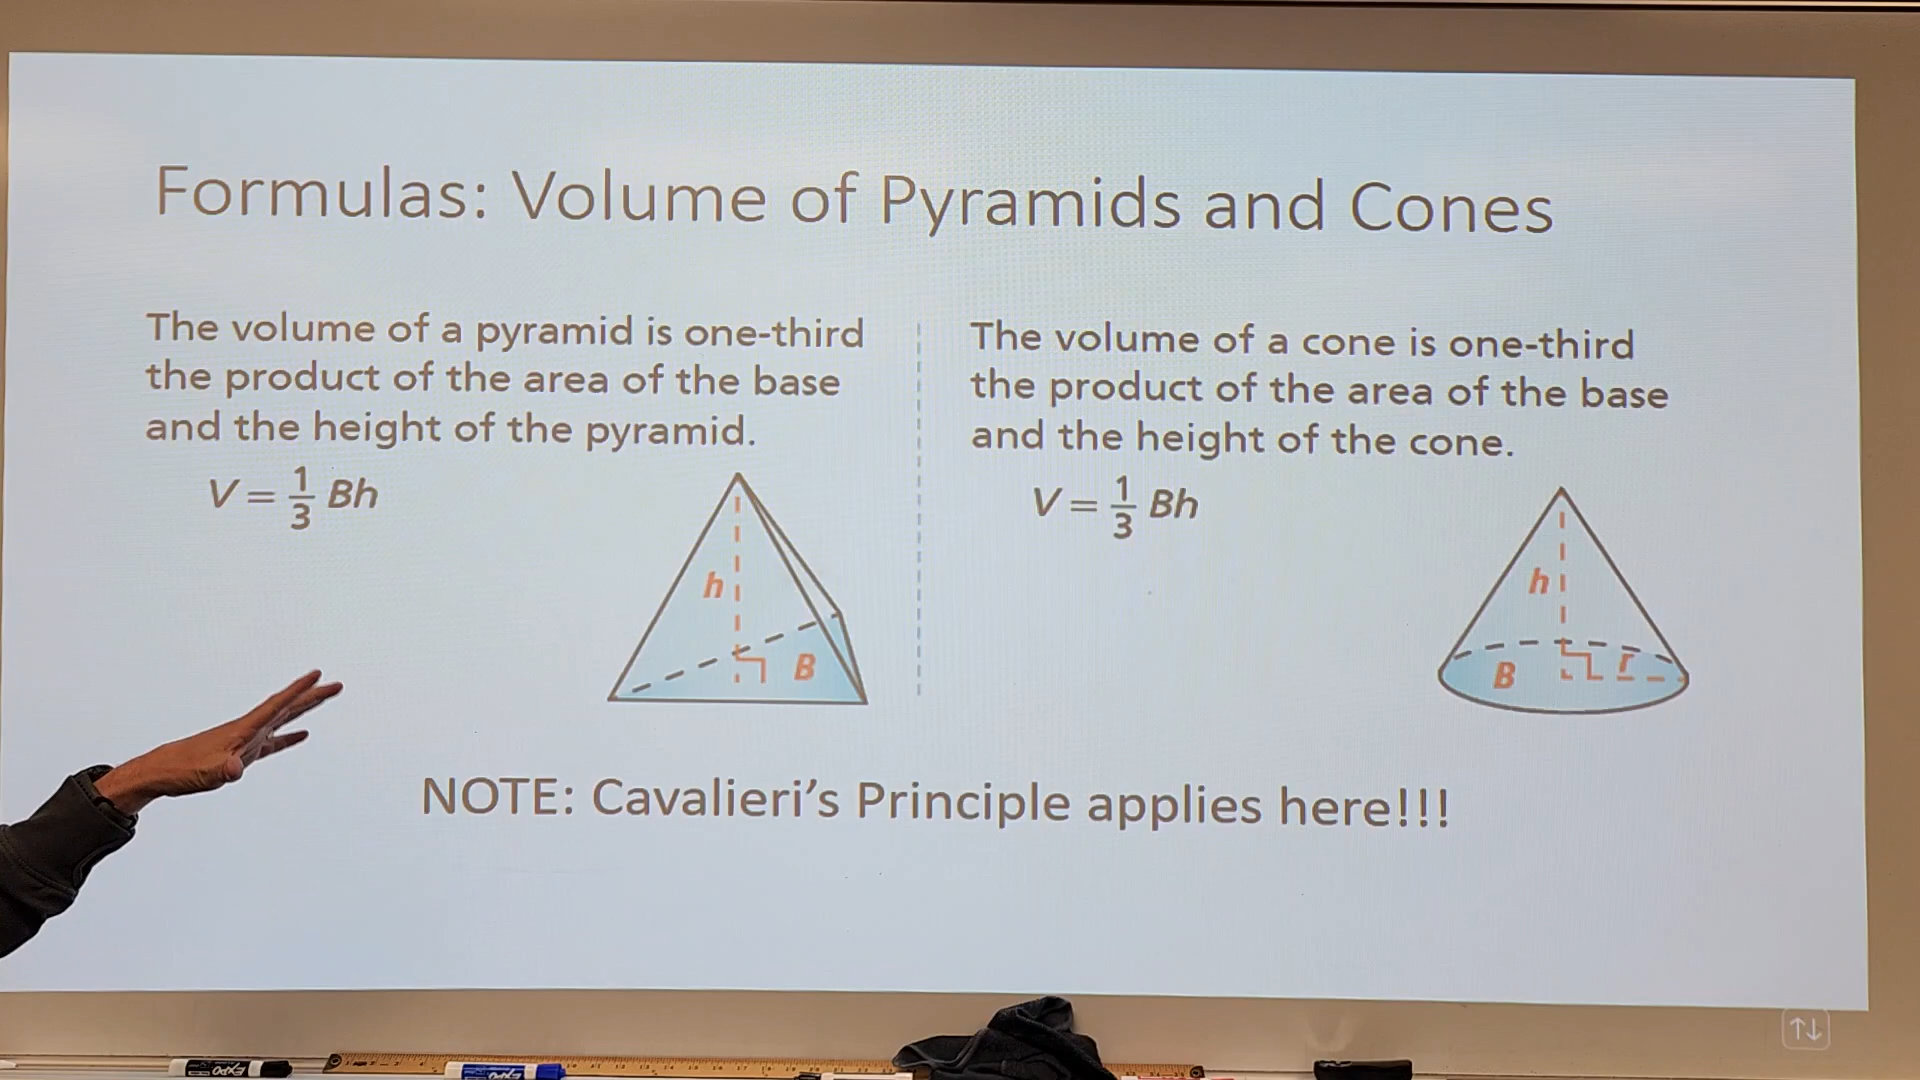 Formulas: Volume of Pyramids and Cones
The volume of a pyramid is one-third
the product of the area of the base
and the height of the pyramid.
V = 1/3 Bh
h
B
The volume of a cone is one-third
the product of the area of the base
and the height of the cone.
V = 1/3 Bh
h
B
r
NOTE: Cavalieri's Principle applies here!!!
EXPO
EXPO